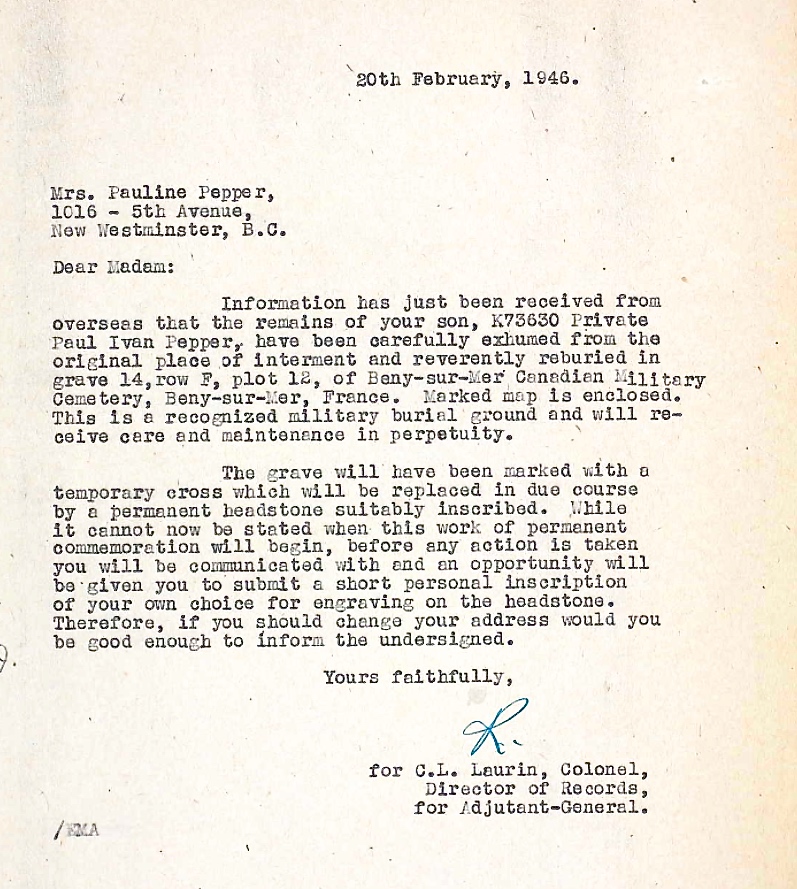 20th February, 1946.
Mrs. Pauline Pepper,
1016 - 5th Avenue,
New Westminster, B.C.
Dear Madam:
Information has just been received from
overseas that the remains of your son, K73630 Private
Paul Ivan Pepper, have been carefully exhumed from the
original place of interment and reverently reburied in
grave 14, row F, plot 12, of Beny-sur-Mer Canadian Military
Cemetery, Beny-sur-Mer, France. Marked map is enclosed.
This is a recognized military burial ground and will re-
ceive care and maintenance in perpetuity.
The grave will have been marked with a
temporary cross which will be replaced in due course
by a permanent headstone suitably inscribed. While
it cannot now be stated when this work of permanent
commemoration will begin, before any action is taken
you will be communicated with and an opportunity will
be given you to submit a short personal inscription
of your own choice for engraving on the headstone.
Therefore, if you should change your address would you
be good enough to inform the undersigned.
Yours faithfully,
R.
for C.L. Laurin, Colonel,
Director of Records,
for Adjutant-General.
/EMA